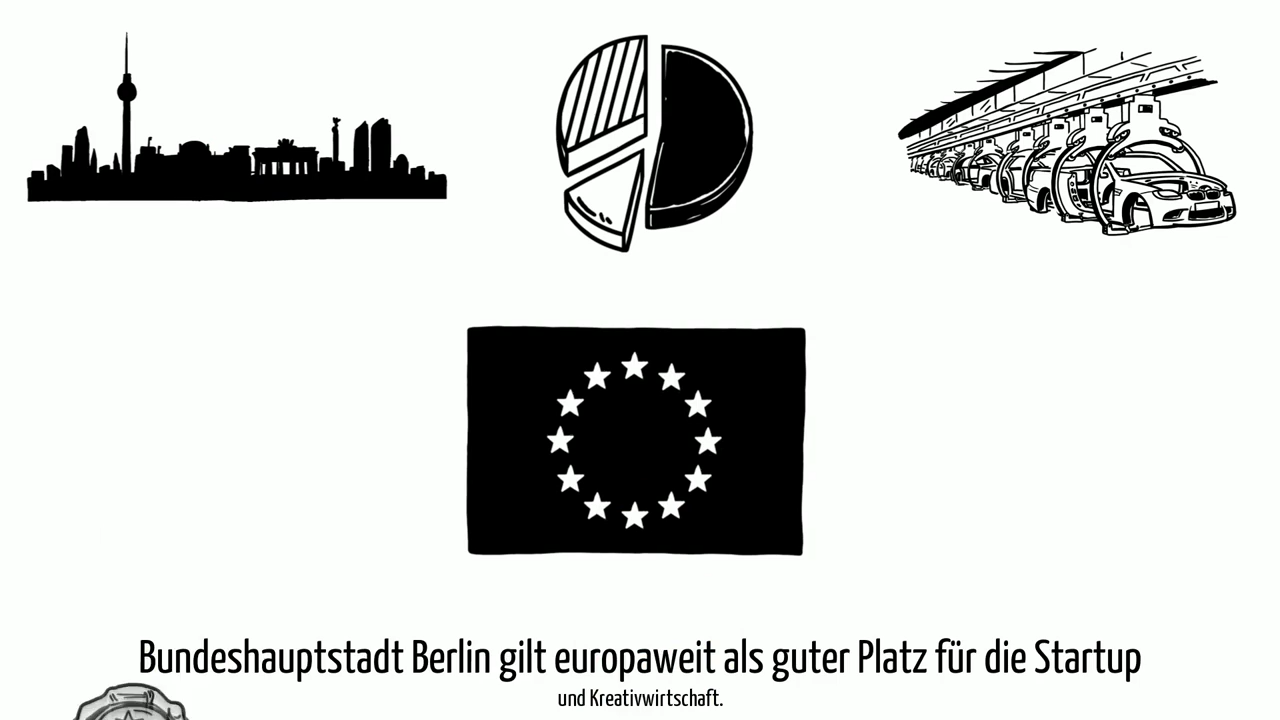 Bundeshauptstadt Berlin gilt europaweit als guter Platz für die Startup
und Kreativwirtschaft.